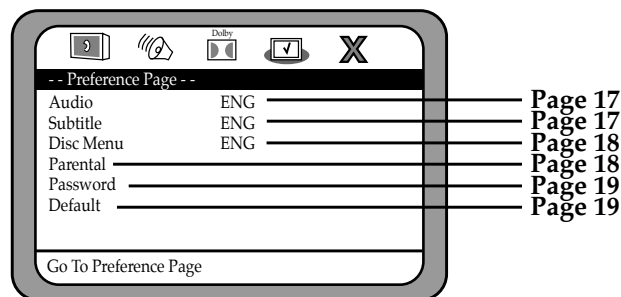 Dolby
X
- - Preference Page - -
Audio ENG Page 17
Subtitle ENG Page 17
Disc Menu ENG Page 18
Parental Page 18
Password Page 19
Default Page 19
Go To Preference Page